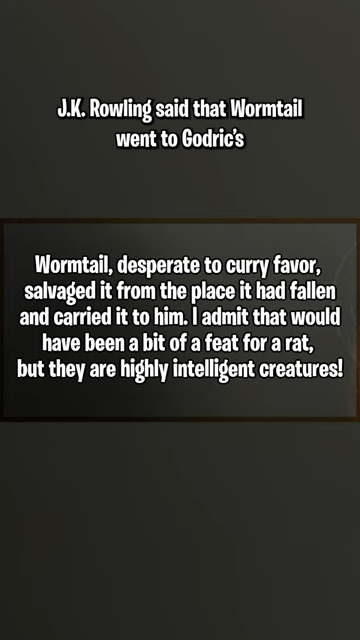 J.K. Rowling said that Wormtail
went to Godric's
Wormtail, desperate to curry favor,
salvaged it from the place it had fallen
and carried it to him. I admit that would
have been a bit of a feat for a rat,
but they are highly intelligent creatures!